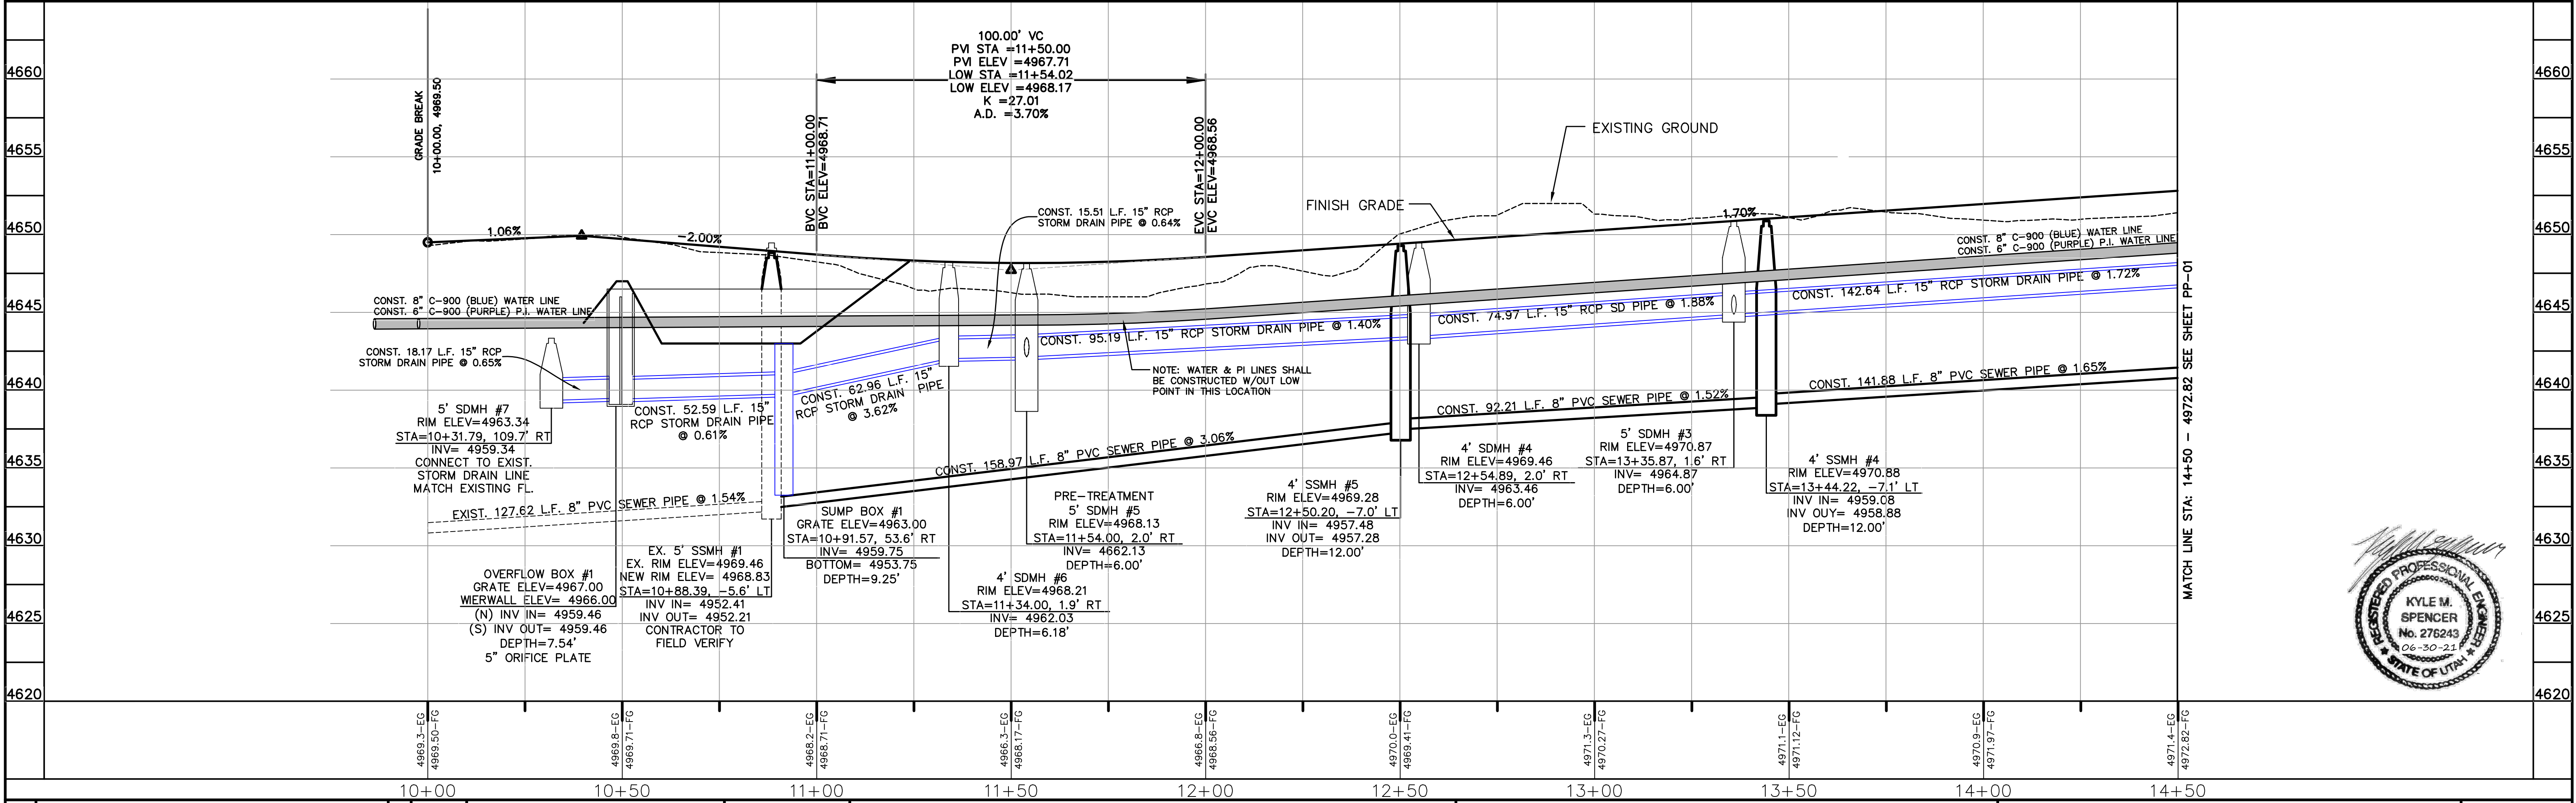 100.00' VC
PVI STA =11+50.00
PVI ELEV =4967.71
LOW STA =11+54.02
LOW ELEV =4968.17
K =27.01
A.D. =3.70%
4660
4655
4650
4645
4640
4635
4630
4625
4620
GRADE BREAK
10+00.00, 4969.50
BVC STA=11+00.00
BVC ELEV=4968.71
EVC STA=12+00.00
EVC ELEV=4968.56
EXISTING GROUND
FINISH GRADE
1.06%
-2.00%
1.70%
CONST. 15.51 L.F. 15" RCP
STORM DRAIN PIPE @ 0.64%
CONST. 8" C-900 (BLUE) WATER LINE
CONST. 6" C-900 (PURPLE) P.I. WATER LINE
CONST. 8" C-900 (BLUE) WATER LINE
CONST. 6" C-900 (PURPLE) P.I. WATER LINE
CONST. 18.17 L.F. 15" RCP
STORM DRAIN PIPE @ 0.65%
CONST. 52.59 L.F. 15"
RCP STORM DRAIN PIPE
@ 0.61%
CONST. 62.96 L.F. 15"
RCP STORM DRAIN PIPE
@ 3.62%
CONST. 95.19 L.F. 15" RCP STORM DRAIN PIPE @ 1.40%
CONST. 74.97 L.F. 15" RCP SD PIPE @ 1.88%
CONST. 142.64 L.F. 15" RCP STORM DRAIN PIPE @ 1.72%
NOTE: WATER & PI LINES SHALL
BE CONSTRUCTED W/OUT LOW
POINT IN THIS LOCATION
EXIST. 127.62 L.F. 8" PVC SEWER PIPE @ 1.54%
CONST. 158.97 L.F. 8" PVC SEWER PIPE @ 3.06%
CONST. 92.21 L.F. 8" PVC SEWER PIPE @ 1.52%
CONST. 141.88 L.F. 8" PVC SEWER PIPE @ 1.65%
5' SDMH #7
RIM ELEV=4963.34
STA=10+31.79, 109.7' RT
INV= 4959.34
CONNECT TO EXIST.
STORM DRAIN LINE
MATCH EXISTING FL.
OVERFLOW BOX #1
GRATE ELEV=4967.00
WIERWALL ELEV= 4966.00
(N) INV IN= 4959.46
(S) INV OUT= 4959.46
DEPTH=7.54'
5" ORIFICE PLATE
EX. 5' SSMH #1
EX. RIM ELEV=4969.46
NEW RIM ELEV= 4968.83
STA=10+88.39, -5.6' LT
INV IN= 4952.41
INV OUT= 4952.21
CONTRACTOR TO
FIELD VERIFY
SUMP BOX #1
GRATE ELEV=4963.00
STA=10+91.57, 53.6' RT
INV= 4959.75
BOTTOM= 4953.75
DEPTH=9.25'
4' SDMH #6
RIM ELEV=4968.21
STA=11+34.00, 1.9' RT
INV= 4962.03
DEPTH=6.18'
PRE-TREATMENT
5' SDMH #5
RIM ELEV=4968.13
STA=11+54.00, 2.0' RT
INV= 4662.13
DEPTH=6.00'
4' SSMH #5
RIM ELEV=4969.28
STA=12+50.20, -7.0' LT
INV IN= 4957.48
INV OUT= 4957.28
DEPTH=12.00'
4' SDMH #4
RIM ELEV=4969.46
STA=12+54.89, 2.0' RT
INV= 4963.46
DEPTH=6.00'
5' SDMH #3
RIM ELEV=4970.87
STA=13+35.87, 1.6' RT
INV= 4964.87
DEPTH=6.00'
4' SSMH #4
RIM ELEV=4970.88
STA=13+44.22, -7.1' LT
INV IN= 4959.08
INV OUY= 4958.88
DEPTH=12.00'
MATCH LINE STA: 14+50 - 4972.82 SEE SHEET PP-01
4660
4655
4650
4645
4640
4635
4630
4625
4620
REGISTERED PROFESSIONAL ENGINEER
KYLE M.
SPENCER
No. 276243
06-30-21
STATE OF UTAH
4969.3-EG
4969.50-FG
4969.8-EG
4969.71-FG
4968.2-EG
4968.71-FG
4966.3-EG
4968.17-FG
4966.8-EG
4968.56-FG
4970.0-EG
4969.41-FG
4971.3-EG
4970.27-FG
4971.1-EG
4971.12-FG
4970.9-EG
4971.97-FG
4971.4-EG
4972.82-FG
10+00
10+50
11+00
11+50
12+00
12+50
13+00
13+50
14+00
14+50